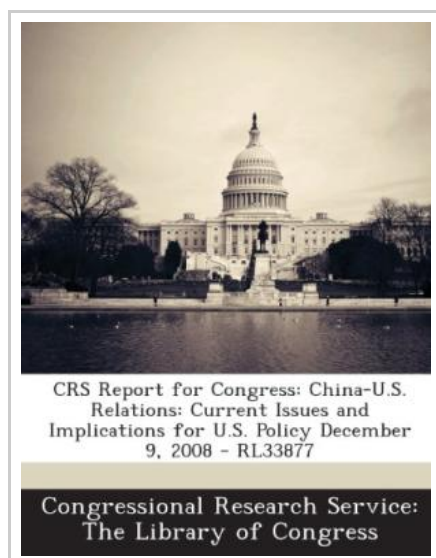 CRS Report for Congress: China-U.S.
Relations: Current Issues and
Implications for U.S. Policy December
9, 2008 - RL33877
Congressional Research Service:
The Library of Congress